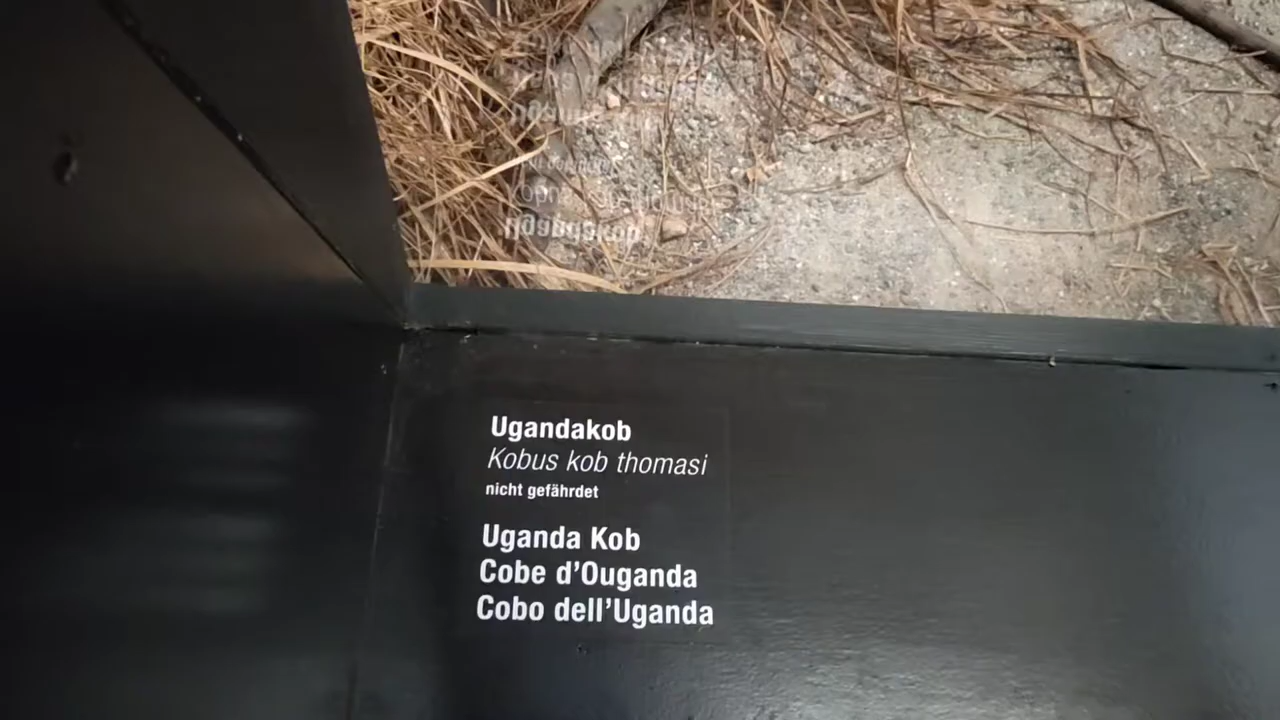 Ugandakob
Kobus kob thomasi
nicht gefährdet
Uganda Kob
Cobe d’Ouganda
Cobo dell’Uganda